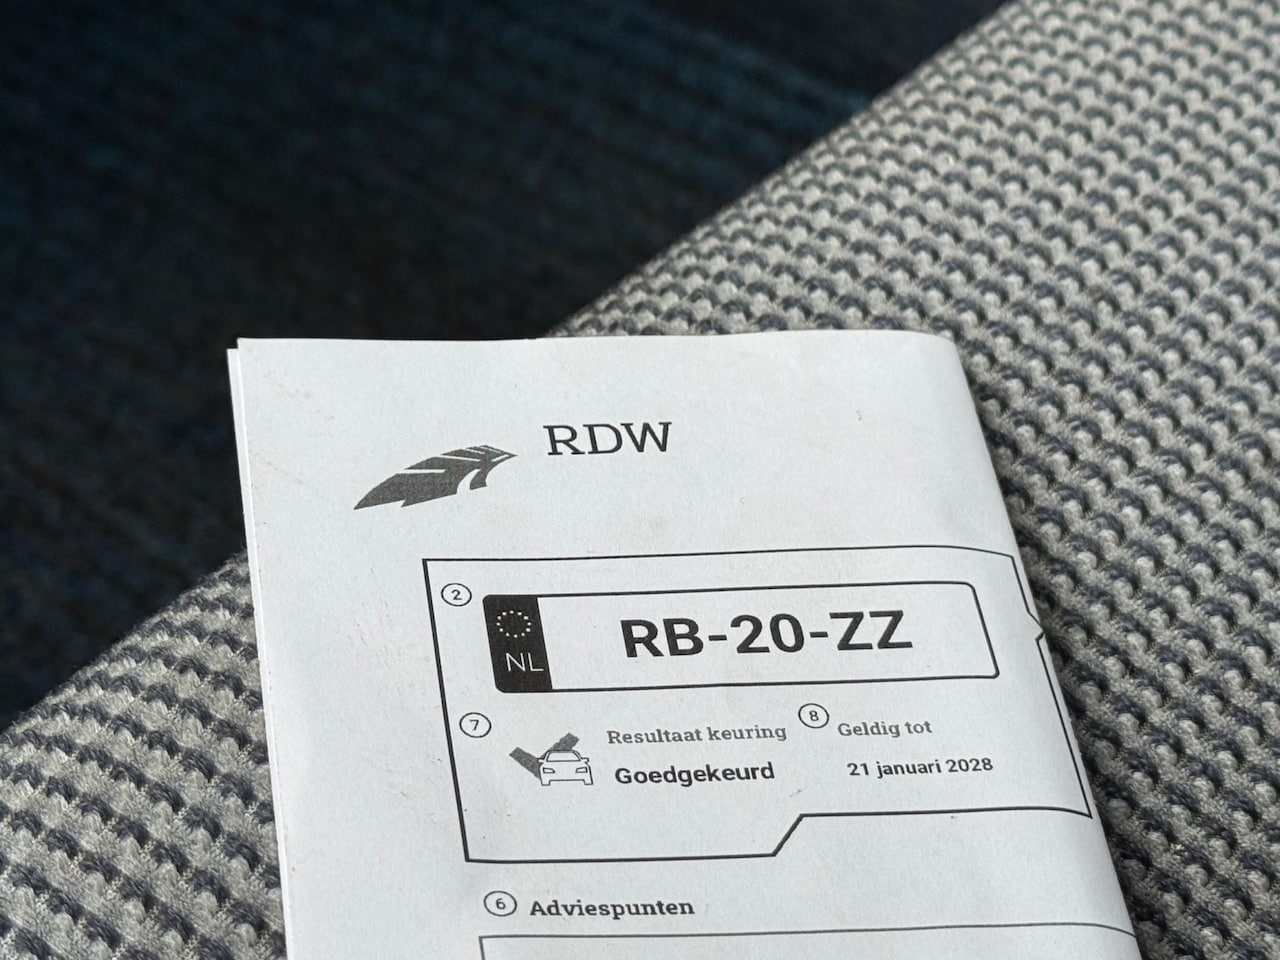 RDW
2
NL
RB-20-ZZ
7
Resultaat keuring
Goedgekeurd
8
Geldig tot
21 januari 2028
6
Adviespunten